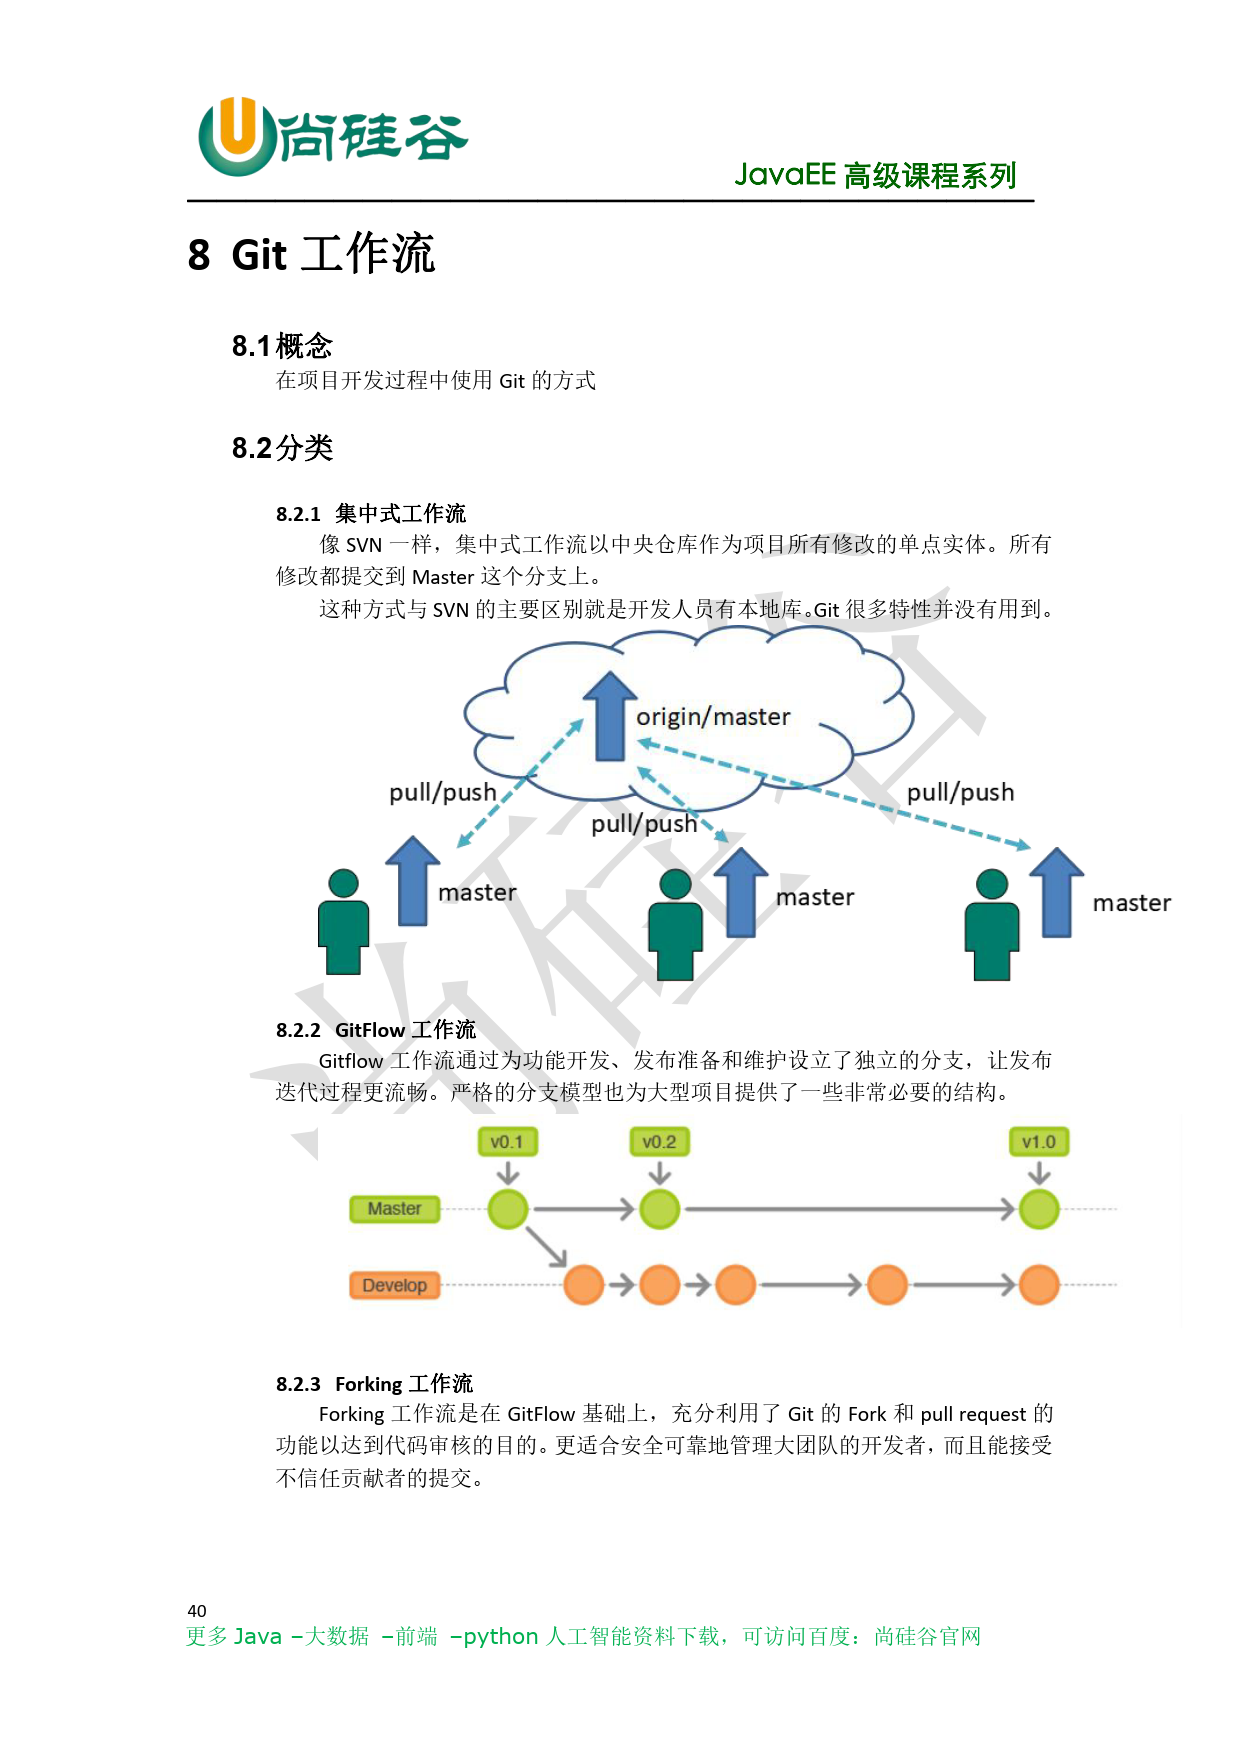 尚硅谷
JavaEE 高级课程系列
8 Git 工作流
8.1概念
在项目开发过程中使用 Git 的方式
8.2分类
8.2.1 集中式工作流
像 SVN 一样，集中式工作流以中央仓库作为项目所有修改的单点实体。所有
修改都提交到 Master 这个分支上。
这种方式与 SVN 的主要区别就是开发人员有本地库。Git 很多特性并没有用到。
origin/master
pull/push
pull/push
pull/push
master
master
master
8.2.2 GitFlow 工作流
Gitflow 工作流通过为功能开发、发布准备和维护设立了独立的分支，让发布
迭代过程更流畅。严格的分支模型也为大型项目提供了一些非常必要的结构。
v0.1
v0.2
v1.0
Master
Develop
8.2.3 Forking 工作流
Forking 工作流是在 GitFlow 基础上，充分利用了 Git 的 Fork 和 pull request 的
功能以达到代码审核的目的。更适合安全可靠地管理大团队的开发者，而且能接受
不信任贡献者的提交。
40
更多 Java –大数据 –前端 –python 人工智能资料下载，可访问百度：尚硅谷官网
尚硅谷